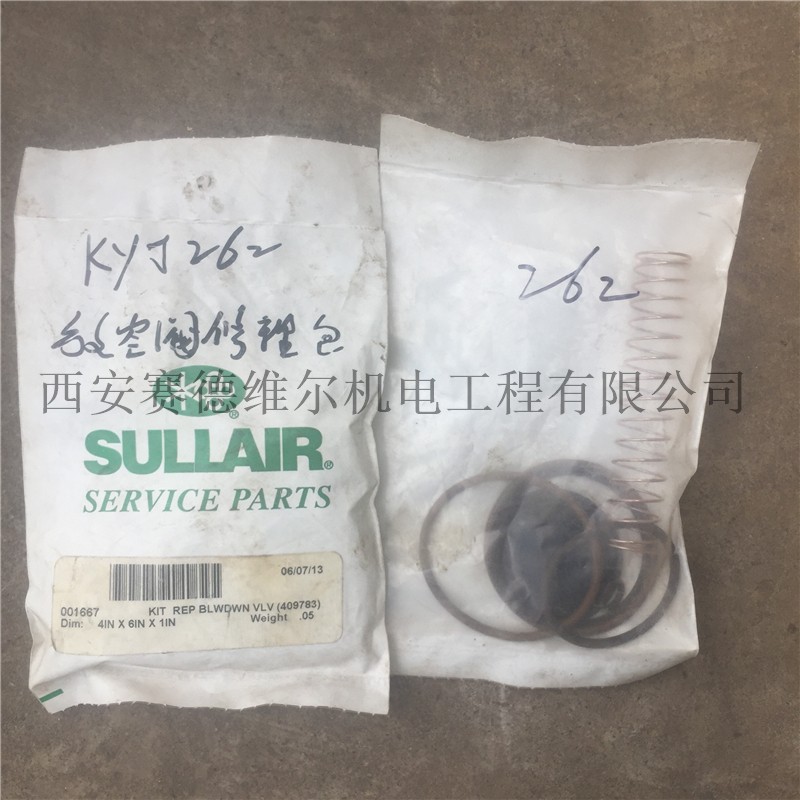 KYJ262
放空阀修理包
262
西安赛德维尔机电工程有限公司
SULLAIR®
SERVICE PARTS
06/07/13
001667 KIT REP BLWDWN VLV (409783)
Dim: 4IN X 6IN X 1IN Weight .05